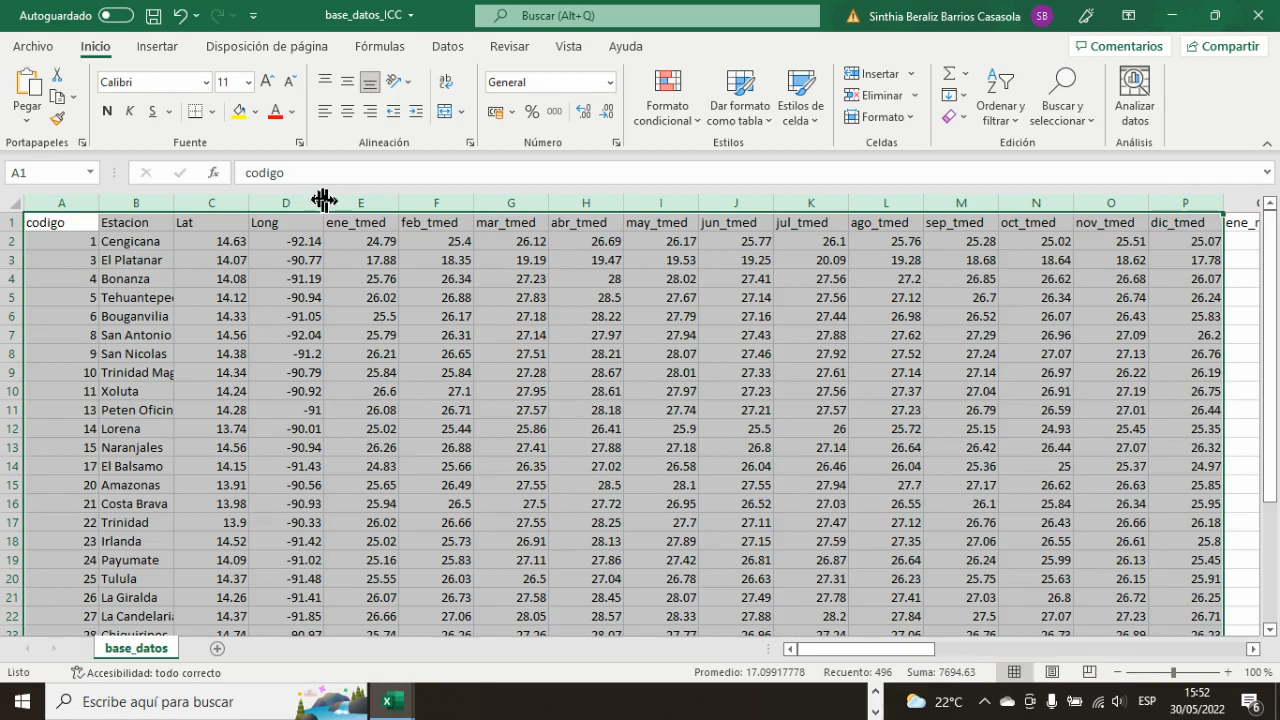 Autoguardado base_datos_ICC Buscar (Alt+Q) Sinthia Beraliz Barrios Casasola SB
Archivo Inicio Insertar Disposición de página Fórmulas Datos Revisar Vista Ayuda Comentarios Compartir
Pegar Calibri 11 General Formato condicional Dar formato como tabla Estilos de celda Insertar Eliminar Formato Ordenar y filtrar Buscar y seleccionar Analizar datos
N K S
Portapapeles Fuente Alineación Número Estilos Celdas Edición Análisis
A1 fx codigo
A B C D E F G H I J K L M N O P
1 codigo Estacion Lat Long ene_tmed feb_tmed mar_tmed abr_tmed may_tmed jun_tmed jul_tmed ago_tmed sep_tmed oct_tmed nov_tmed dic_tmed
2 1 Cengicana 14.63 -92.14 24.79 25.4 26.12 26.69 26.17 25.77 26.1 25.76 25.28 25.02 25.51 25.07
3 3 El Platanar 14.07 -90.77 17.88 18.35 19.19 19.47 19.53 19.25 20.09 19.28 18.68 18.64 18.62 17.78
4 4 Bonanza 14.08 -91.19 25.76 26.34 27.23 28 28.02 27.41 27.56 27.2 26.85 26.62 26.68 26.07
5 5 Tehuantepe 14.12 -90.94 26.02 26.88 27.83 28.5 27.67 27.14 27.56 27.12 26.7 26.34 26.74 26.24
6 6 Bouganvilia 14.33 -91.05 25.5 26.17 27.18 28.22 27.79 27.16 27.44 26.98 26.52 26.07 26.43 25.83
7 8 San Antonio 14.56 -92.04 25.79 26.31 27.14 27.97 27.94 27.43 27.88 27.62 27.29 26.96 27.09 26.2
8 9 San Nicolas 14.38 -91.2 26.21 26.65 27.51 28.21 28.07 27.46 27.92 27.52 27.24 27.07 27.13 26.76
9 10 Trinidad Mag 14.34 -90.79 25.84 25.84 27.28 28.67 28.01 27.33 27.61 27.14 27.14 26.97 26.22 26.19
10 11 Xoluta 14.24 -90.92 26.6 27.1 27.95 28.61 27.97 27.23 27.56 27.37 27.04 26.91 27.19 26.75
11 13 Peten Oficin 14.28 -91 26.08 26.71 27.57 28.18 27.74 27.21 27.57 27.23 26.79 26.59 27.01 26.44
12 14 Lorena 13.74 -90.01 25.02 25.44 25.86 26.41 25.9 25.5 26 25.72 25.15 24.93 25.45 25.35
13 15 Naranjales 14.26 -90.94 26.26 26.88 27.41 27.88 27.18 26.8 27.14 26.64 26.42 26.44 27.07 26.32
14 17 El Balsamo 14.15 -91.43 24.83 25.66 26.35 27.02 26.58 26.04 26.46 26.04 25.36 25 25.37 24.97
15 20 Amazonas 13.91 -90.56 25.65 26.49 27.55 28.5 28.1 27.55 27.94 27.7 27.17 26.62 26.63 25.85
16 21 Costa Brava 13.98 -90.93 25.94 26.5 27.3 27.72 26.95 26.52 27.03 26.55 26.1 25.84 26.34 25.95
17 22 Trinidad 13.9 -90.33 26.02 26.66 27.55 28.25 27.7 27.11 27.47 27.12 26.76 26.43 26.66 26.18
18 23 Irlanda 14.52 -91.42 25.02 25.73 26.91 28.13 27.89 27.42 27.15 29.35 27.06 26.55 26.61 25.8
19 24 Payumate 14.09 -91.02 25.16 25.83 27.11 27.86 27.42 26.81 26.87 26.64 26.24 25.99 26.13 25.45
20 25 Tulula 14.37 -91.48 25.55 26.03 26.5 27.04 26.78 26.63 27.31 26.23 25.75 25.63 26.15 25.91
21 26 La Giralda 14.26 -91.41 26.07 26.73 27.58 28.45 28.07 27.49 27.78 27.41 27.03 26.8 26.72 26.25
22 27 La Candelaria 14.37 -91.85 26.66 27.06 28.05 28.57 28.33 27.88 28.2 27.84 27.5 27.07 27.23 26.71
base_datos
Listo Accesibilidad: todo correcto Promedio: 17.09917778 Recuento: 496 Suma: 7694.63 100 %
Escribe aquí para buscar 22°C ESP 15:52
30/05/2022 6